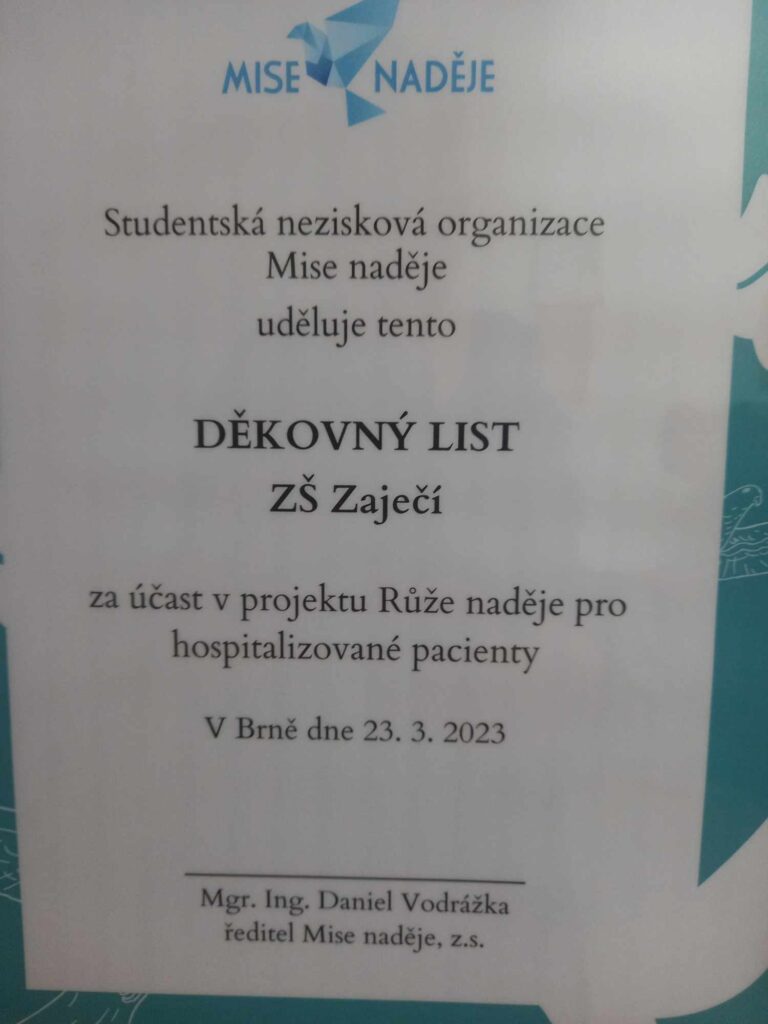 MISE NADĚJE
Studentská nezisková organizace
Mise naděje
uděluje tento
DĚKOVNÝ LIST
ZŠ Zaječí
za účast v projektu Růže naděje pro
hospitalizované pacienty
V Brně dne 23. 3. 2023
Mgr. Ing. Daniel Vodrážka
ředitel Mise naděje, z.s.